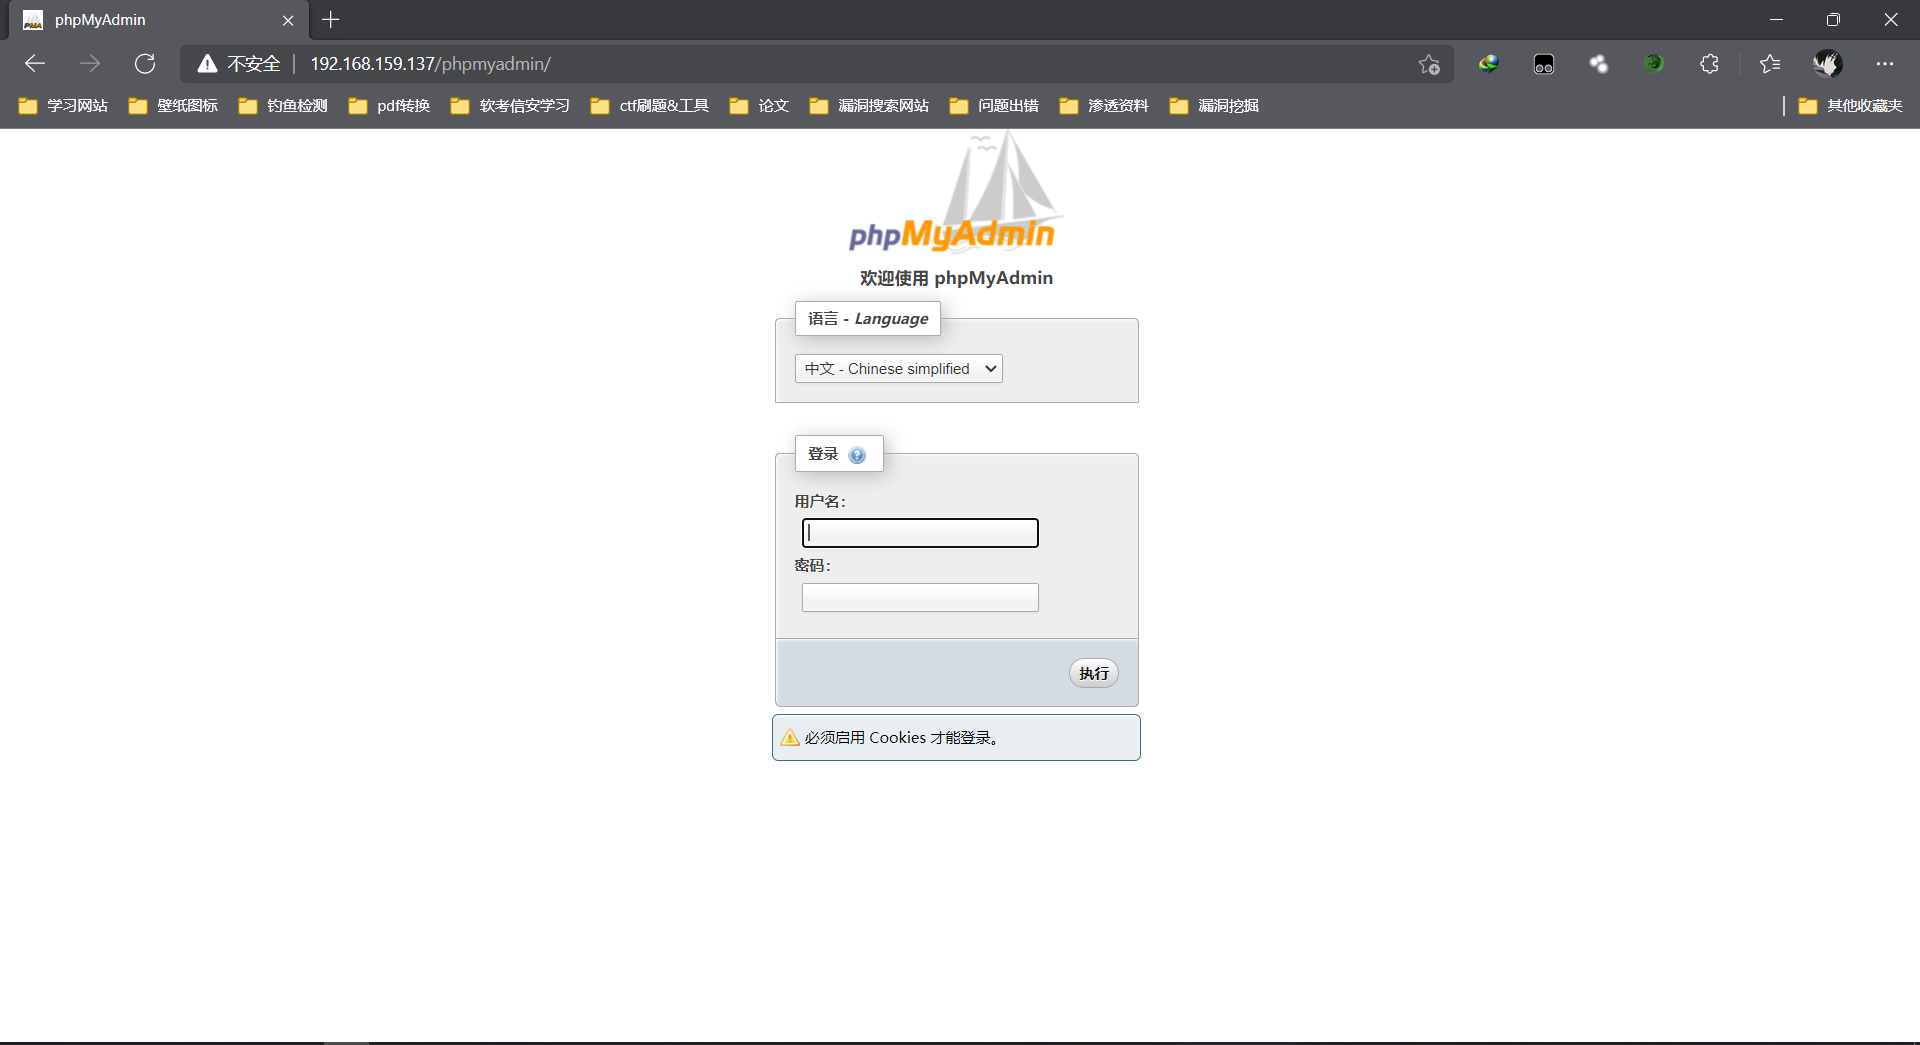 phpMyAdmin
不安全 192.168.159.137/phpmyadmin/
学习网站 壁纸图标 钓鱼检测 pdf转换 软考信安学习 ctf刷题&工具 论文 漏洞搜索网站 问题出错 渗透资料 漏洞挖掘 其他收藏夹
phpMyAdmin
欢迎使用 phpMyAdmin
语言 - Language
中文 - Chinese simplified
登录
用户名：
密码：
执行
必须启用 Cookies 才能登录。